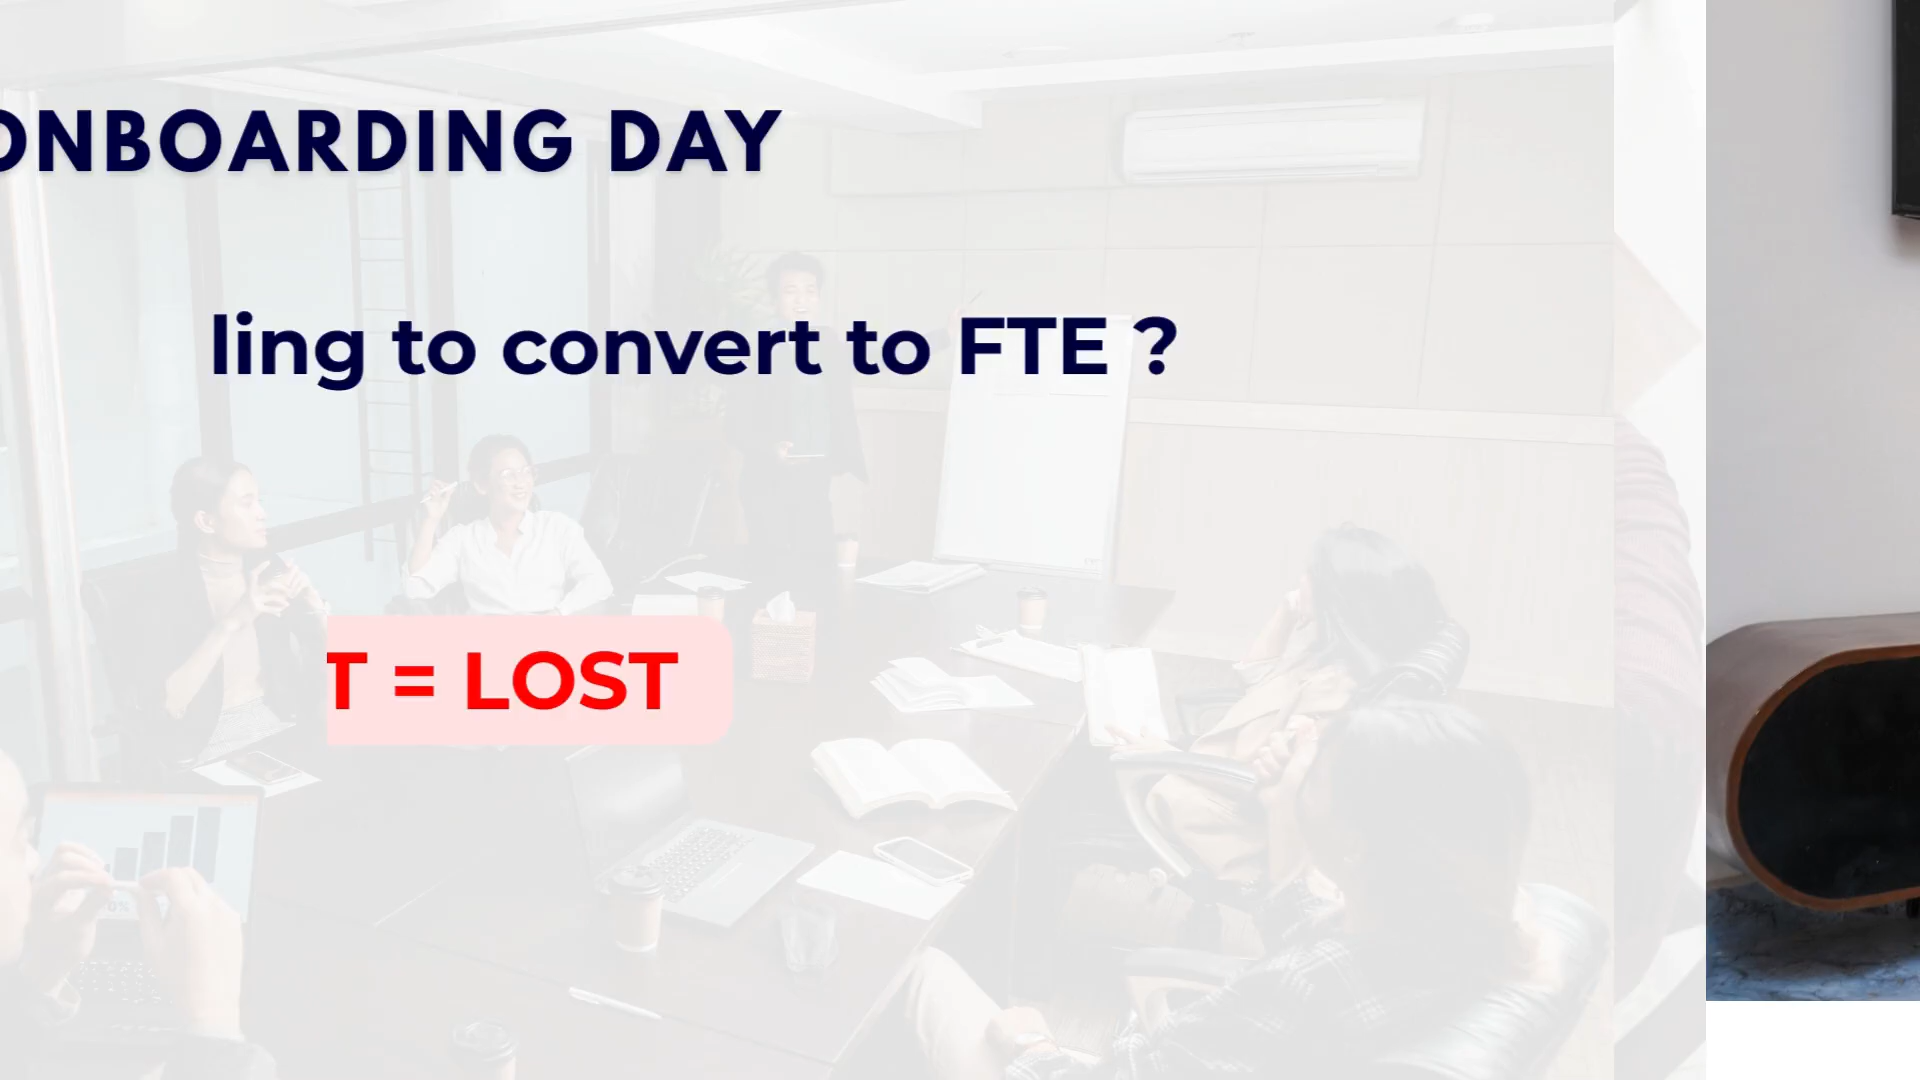 ONBOARDING DAY
ling to convert to FTE ?
T = LOST